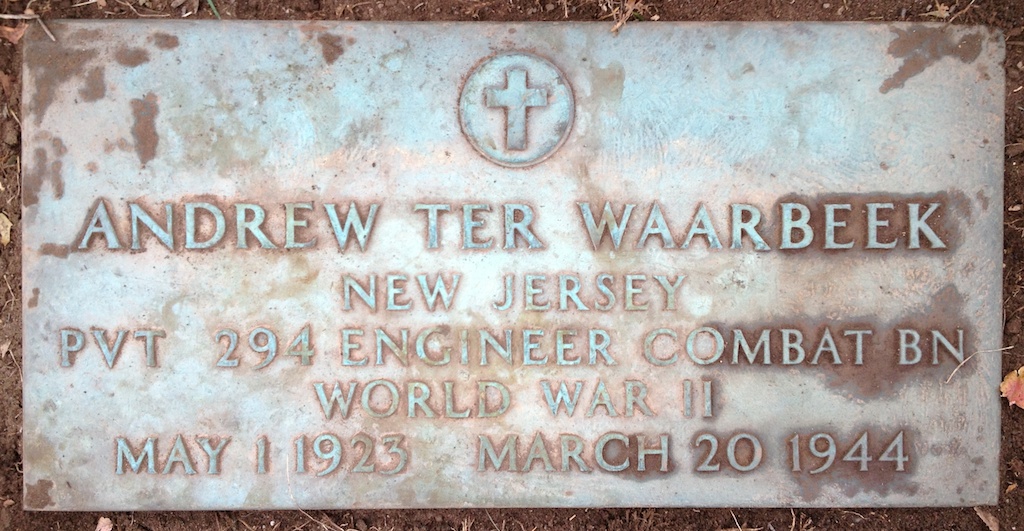 ANDREW TER WAARBEEK
NEW JERSEY
PVT 294 ENGINEER COMBAT BN
WORLD WAR II
MAY 1 1923 MARCH 20 1944